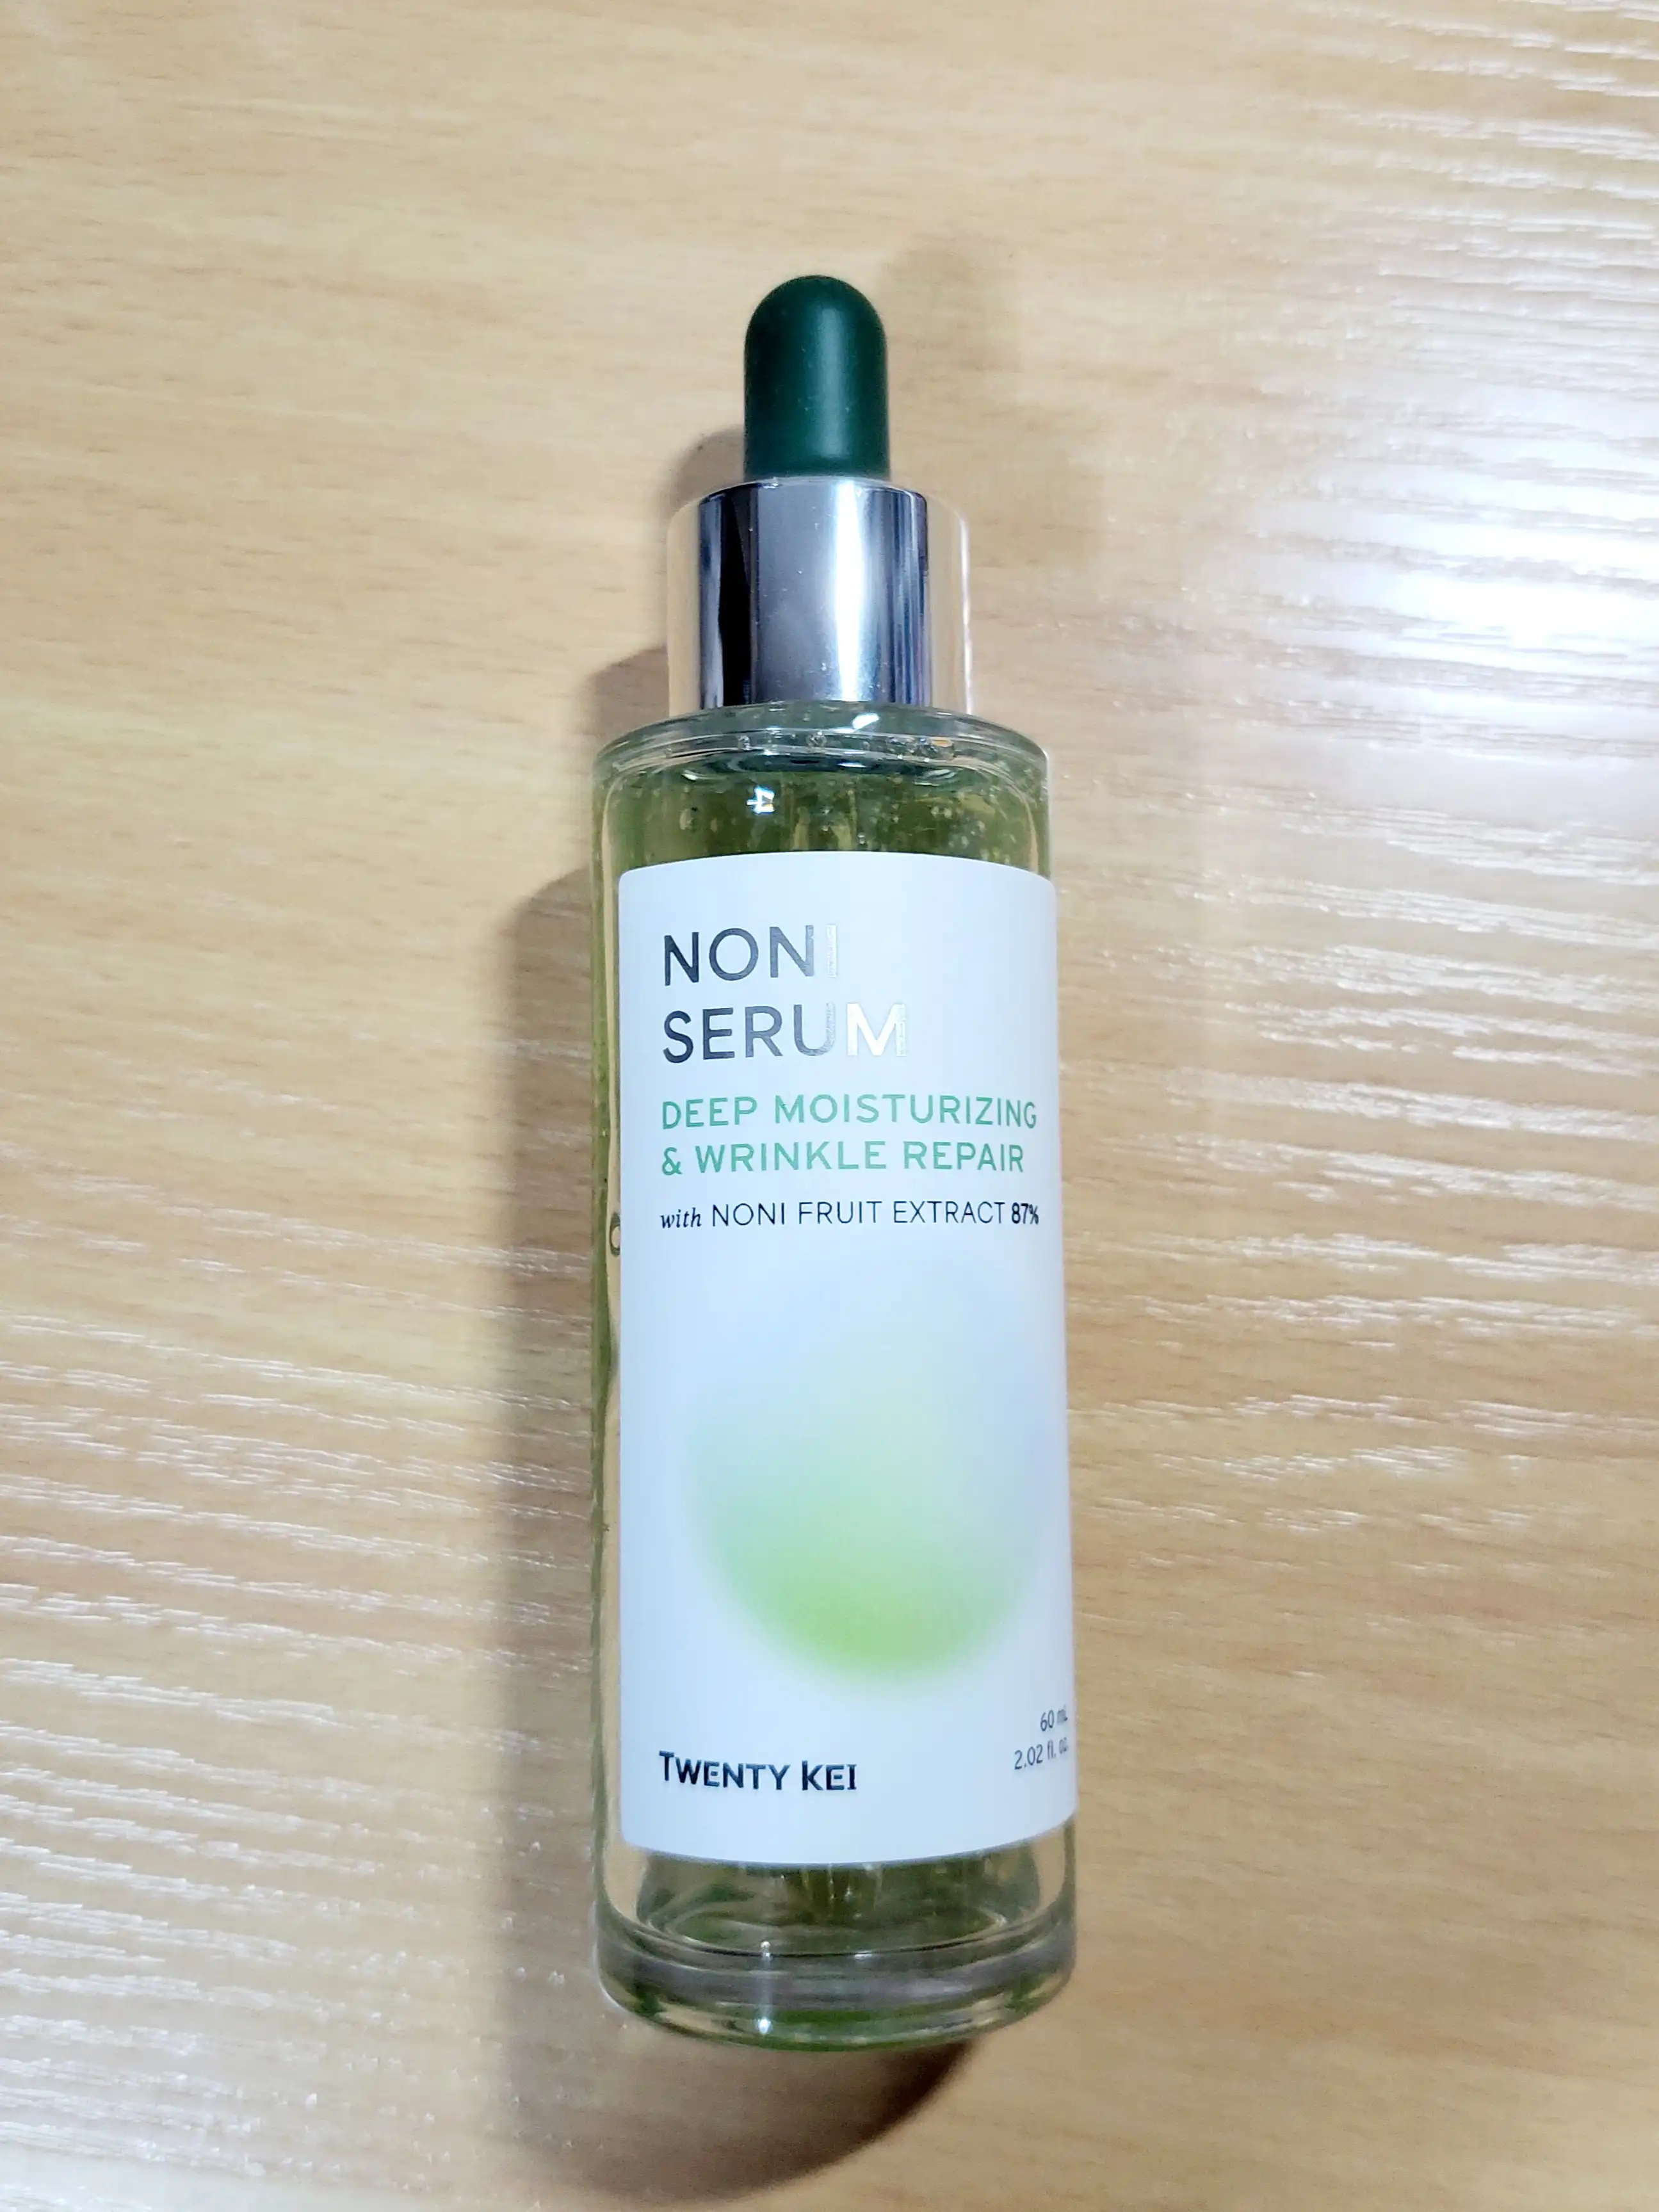 NONI
SERUM
DEEP MOISTURIZING
& WRINKLE REPAIR
with NONI FRUIT EXTRACT 87%
60 mL
2.02 fl. oz.
TWENTY KEI